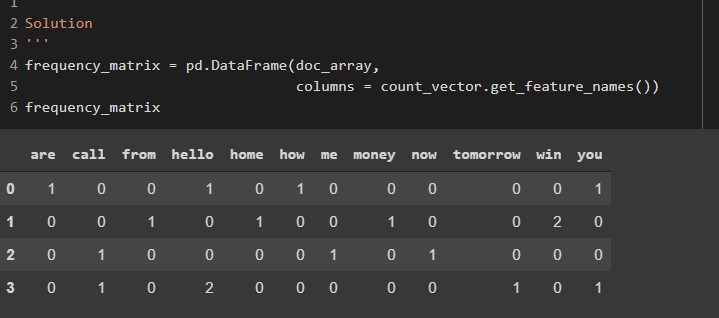 1
2 Solution
3 '''
4 frequency_matrix = pd.DataFrame(doc_array,
5                                 columns = count_vector.get_feature_names())
6 frequency_matrix
are call from hello home how me money now tomorrow win you
0 1 0 0 1 0 1 0 0 0 0 0 1
1 0 0 1 0 1 0 0 1 0 0 2 0
2 0 1 0 0 0 0 1 0 1 0 0 0
3 0 1 0 2 0 0 0 0 0 1 0 1